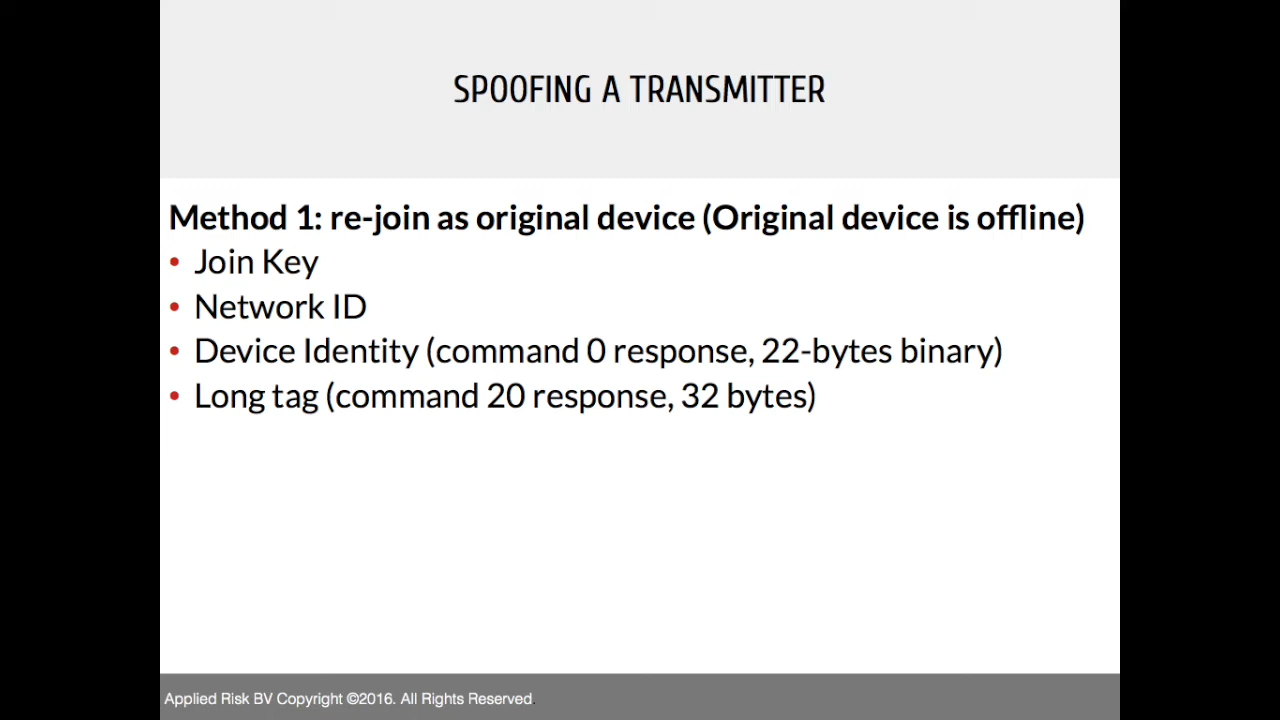 SPOOFING A TRANSMITTER
Method 1: re-join as original device (Original device is offline)
• Join Key
• Network ID
• Device Identity (command 0 response, 22-bytes binary)
• Long tag (command 20 response, 32 bytes)
Applied Risk BV Copyright ©2016. All Rights Reserved.